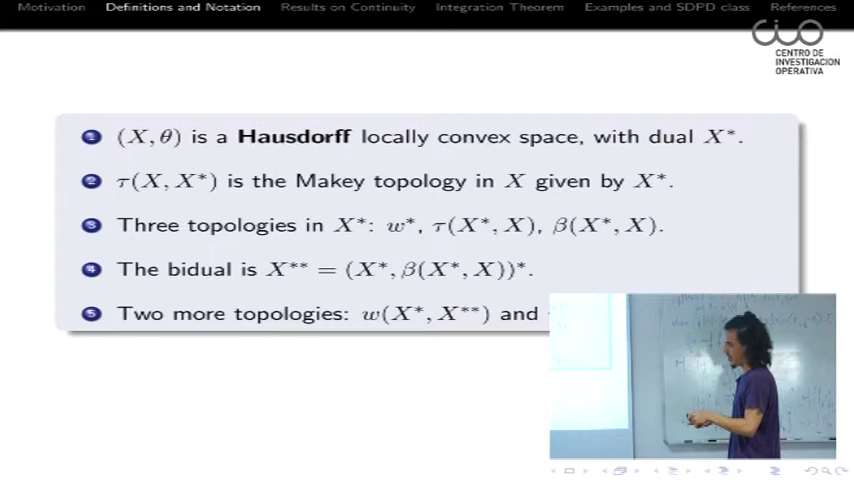 Motivation Definitions and Notation Results on Continuity Integration Theorem Examples and SDPD class References
CIO
CENTRO DE
INVESTIGACION
OPERATIVA
1 (X, θ) is a Hausdorff locally convex space, with dual X*.
2 τ(X, X*) is the Makey topology in X given by X*.
3 Three topologies in X*: w*, τ(X*, X), β(X*, X).
4 The bidual is X** = (X*, β(X*, X))*.
5 Two more topologies: w(X*, X**) and